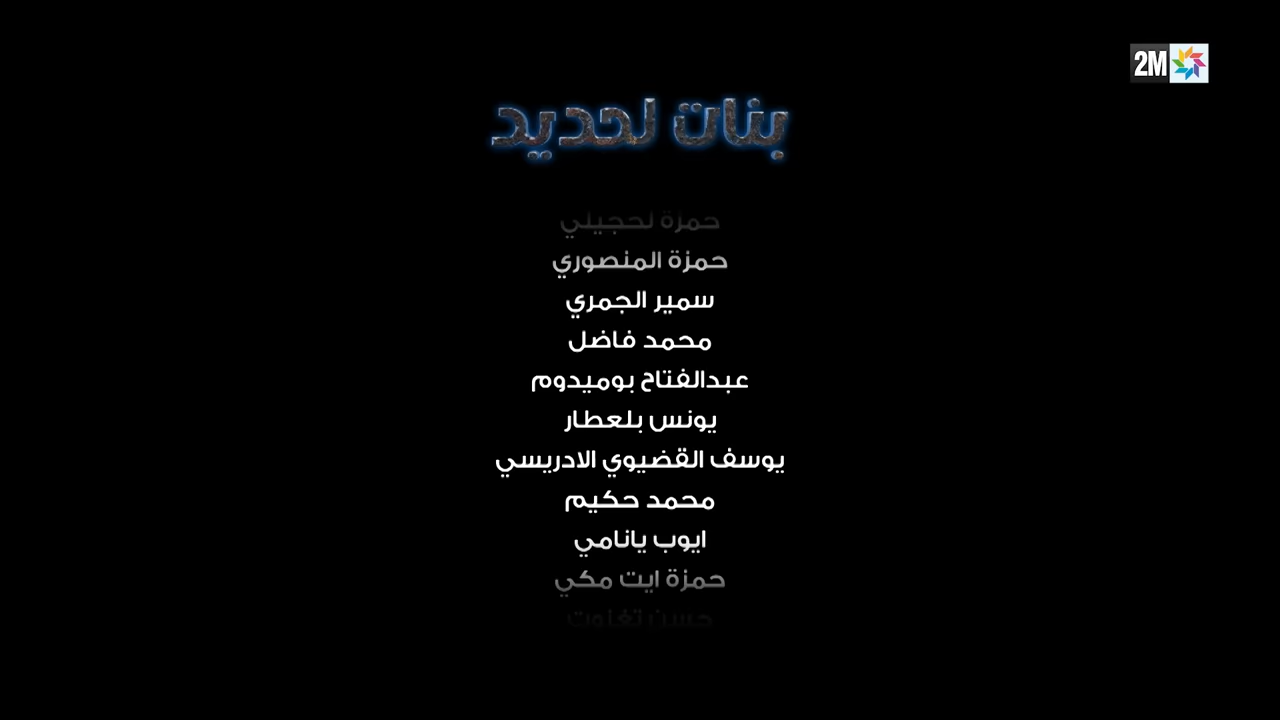 2M
بنات لحديد
حمزة لحجيلي
حمزة المنصوري
سمير الجمري
محمد فاضل
عبدالفتاح بوميدوم
يونس بلعطار
يوسف القضيوي الادريسي
محمد حكيم
ايوب يانامي
حمزة ايت مكي
حسن